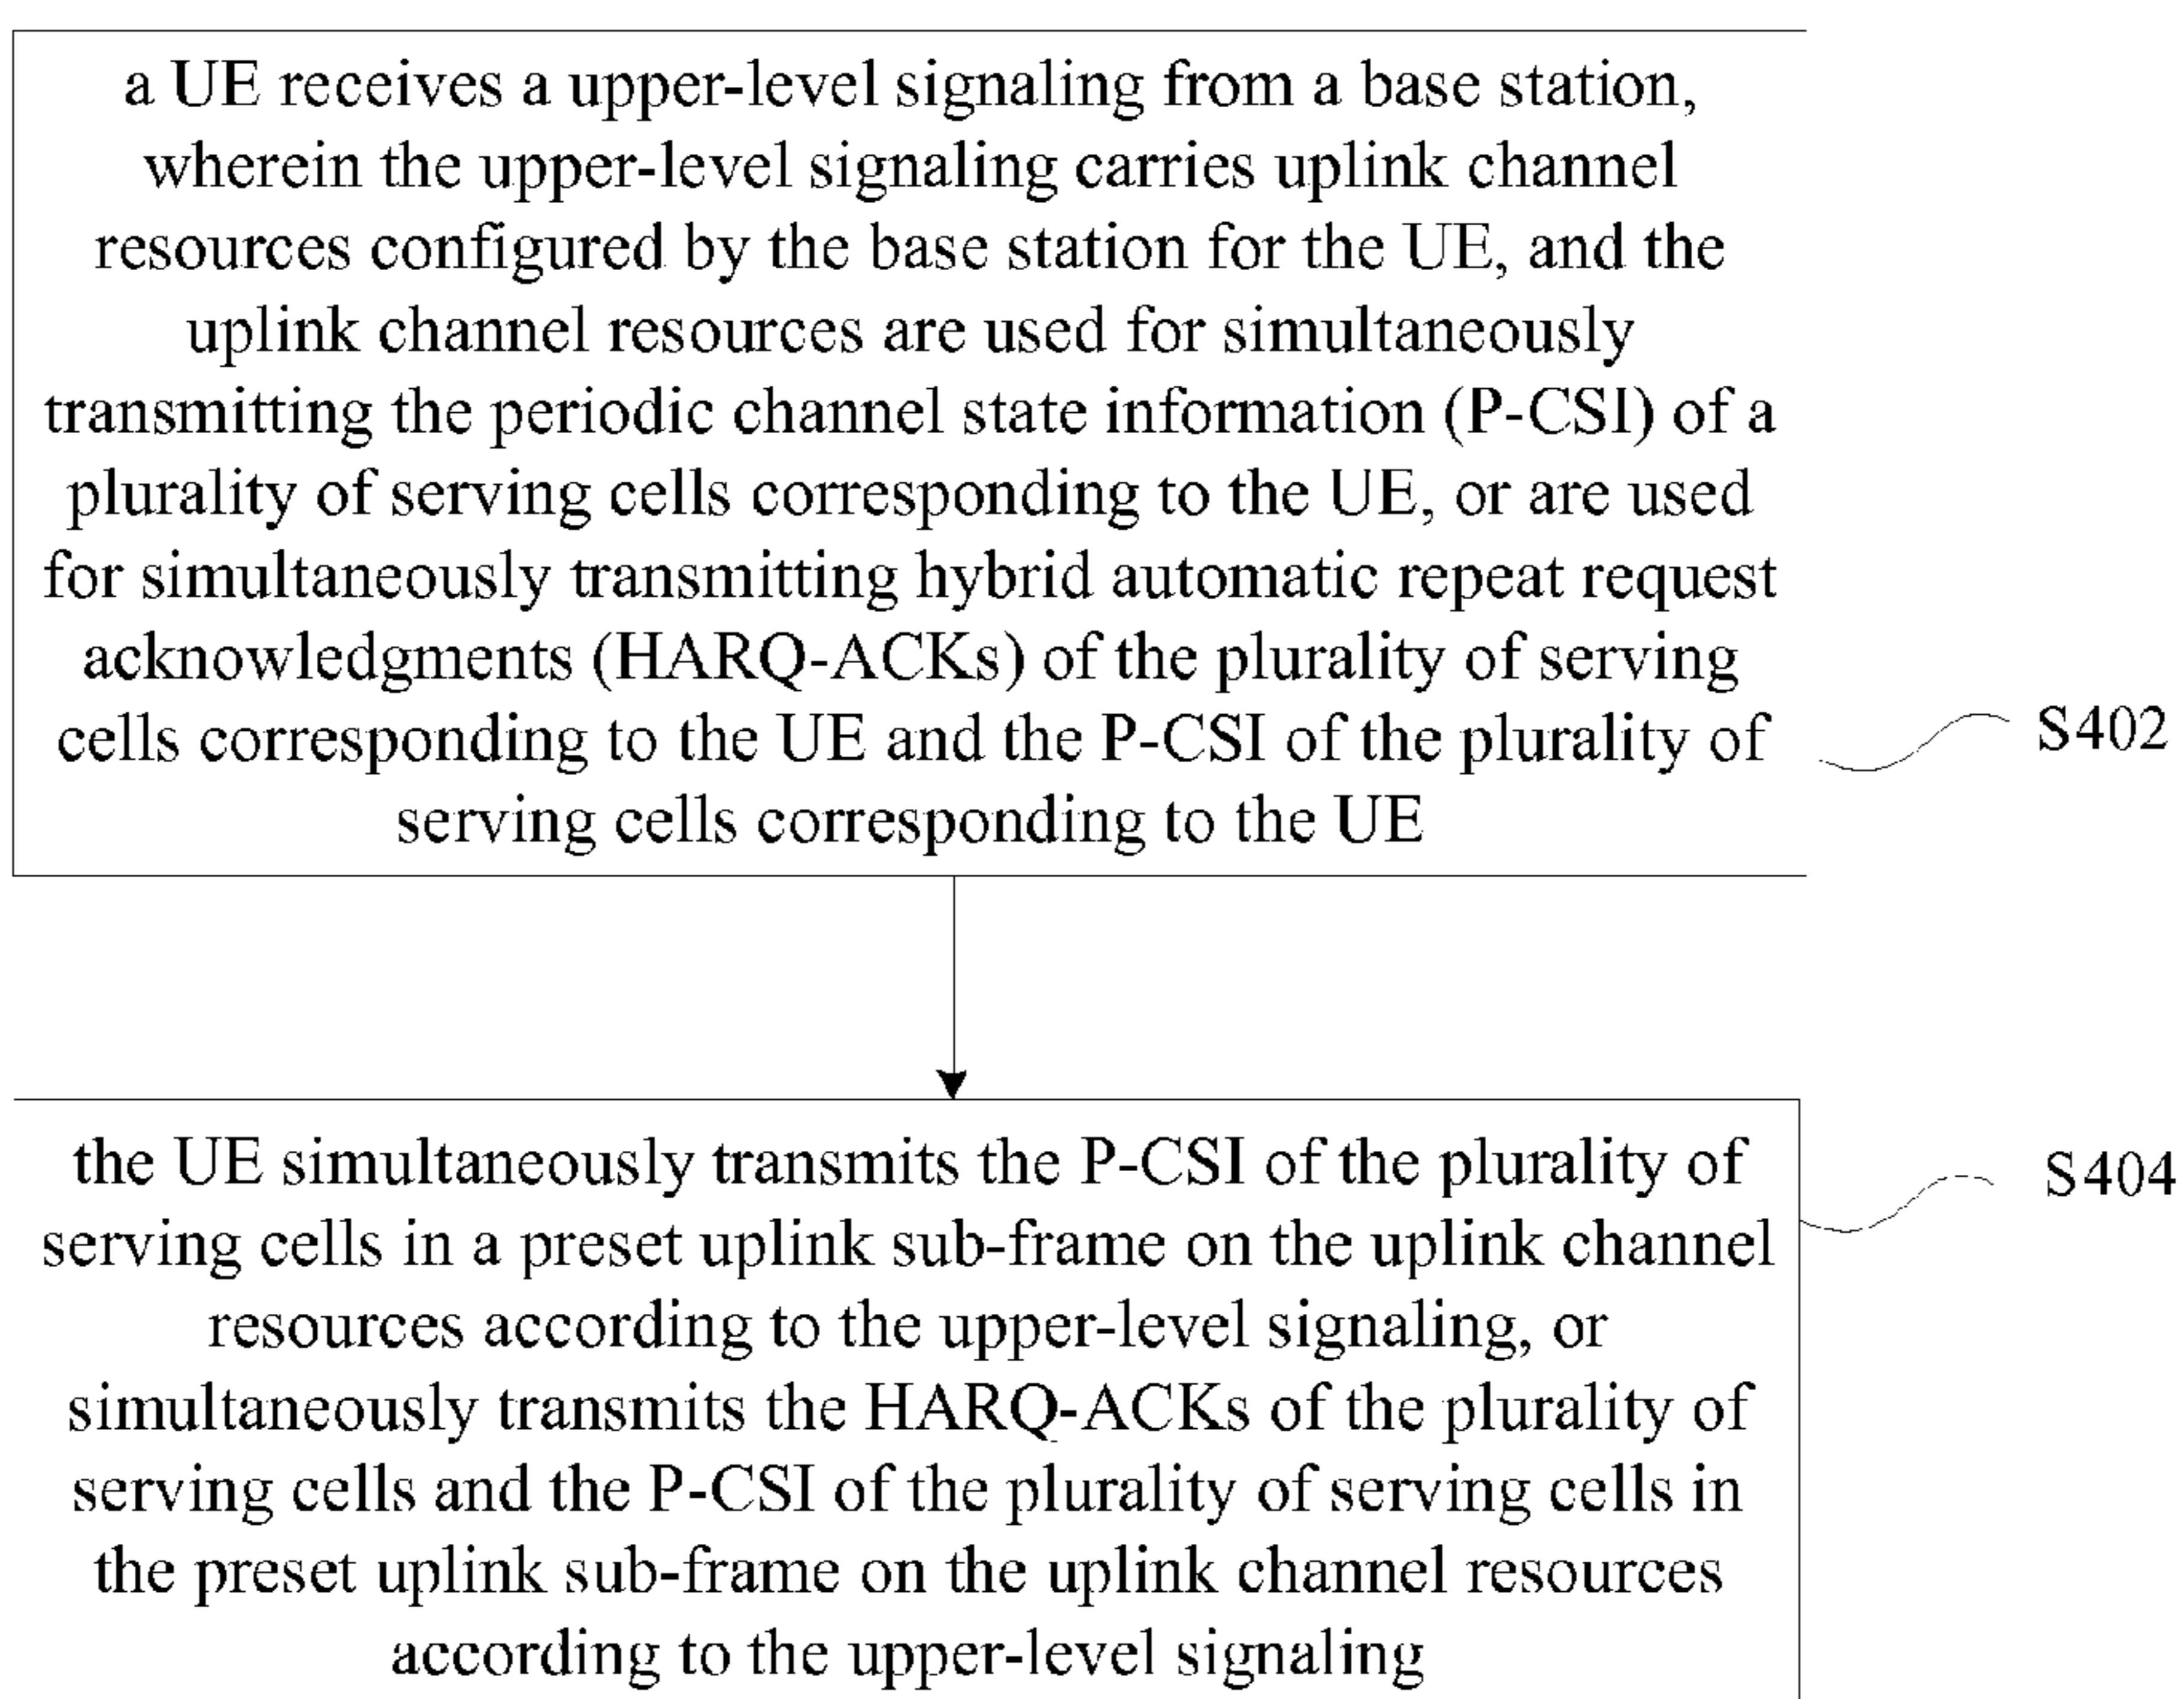 a UE receives a upper-level signaling from a base station,
wherein the upper-level signaling carries uplink channel
resources configured by the base station for the UE, and the
uplink channel resources are used for simultaneously
transmitting the periodic channel state information (P-CSI) of a
plurality of serving cells corresponding to the UE, or are used
for simultaneously transmitting hybrid automatic repeat request
acknowledgments (HARQ-ACKs) of the plurality of serving
cells corresponding to the UE and the P-CSI of the plurality of
serving cells corresponding to the UE
S402
the UE simultaneously transmits the P-CSI of the plurality of
serving cells in a preset uplink sub-frame on the uplink channel
resources according to the upper-level signaling, or
simultaneously transmits the HARQ-ACKs of the plurality of
serving cells and the P-CSI of the plurality of serving cells in
the preset uplink sub-frame on the uplink channel resources
according to the upper-level signaling
S404